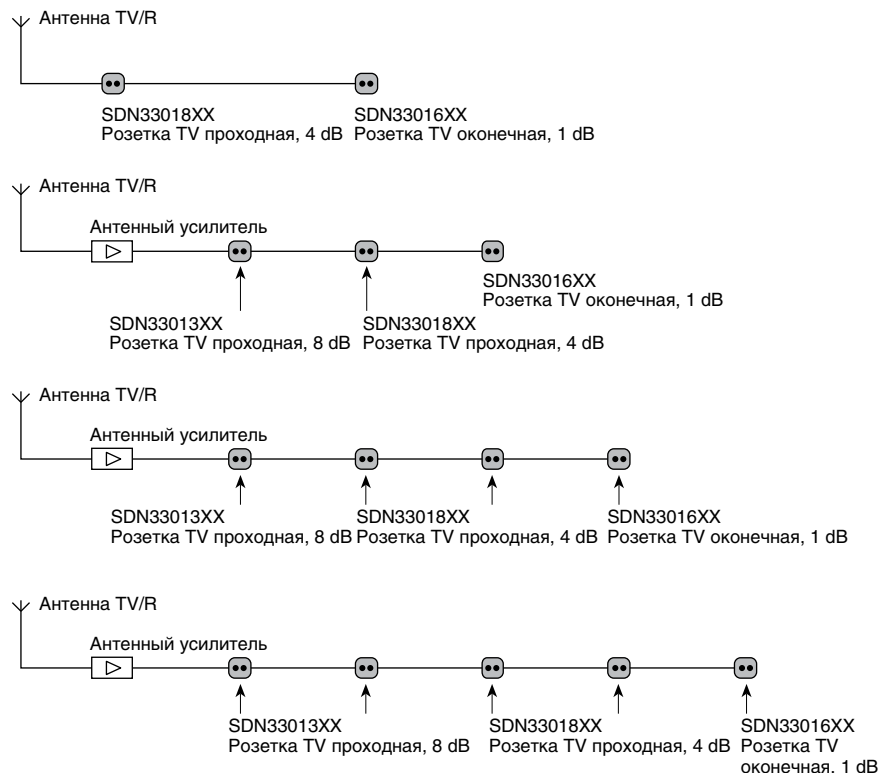 Антенна TV/R
SDN33018XX
Розетка TV проходная, 4 dB
SDN33016XX
Розетка TV оконечная, 1 dB
Антенна TV/R
Антенный усилитель
SDN33016XX
Розетка TV оконечная, 1 dB
SDN33013XX
Розетка TV проходная, 8 dB
SDN33018XX
Розетка TV проходная, 4 dB
Антенна TV/R
Антенный усилитель
SDN33013XX
Розетка TV проходная, 8 dB
SDN33018XX
Розетка TV проходная, 4 dB
SDN33016XX
Розетка TV оконечная, 1 dB
Антенна TV/R
Антенный усилитель
SDN33013XX
Розетка TV проходная, 8 dB
SDN33018XX
Розетка TV проходная, 4 dB
SDN33016XX
Розетка TV
оконечная, 1 dB